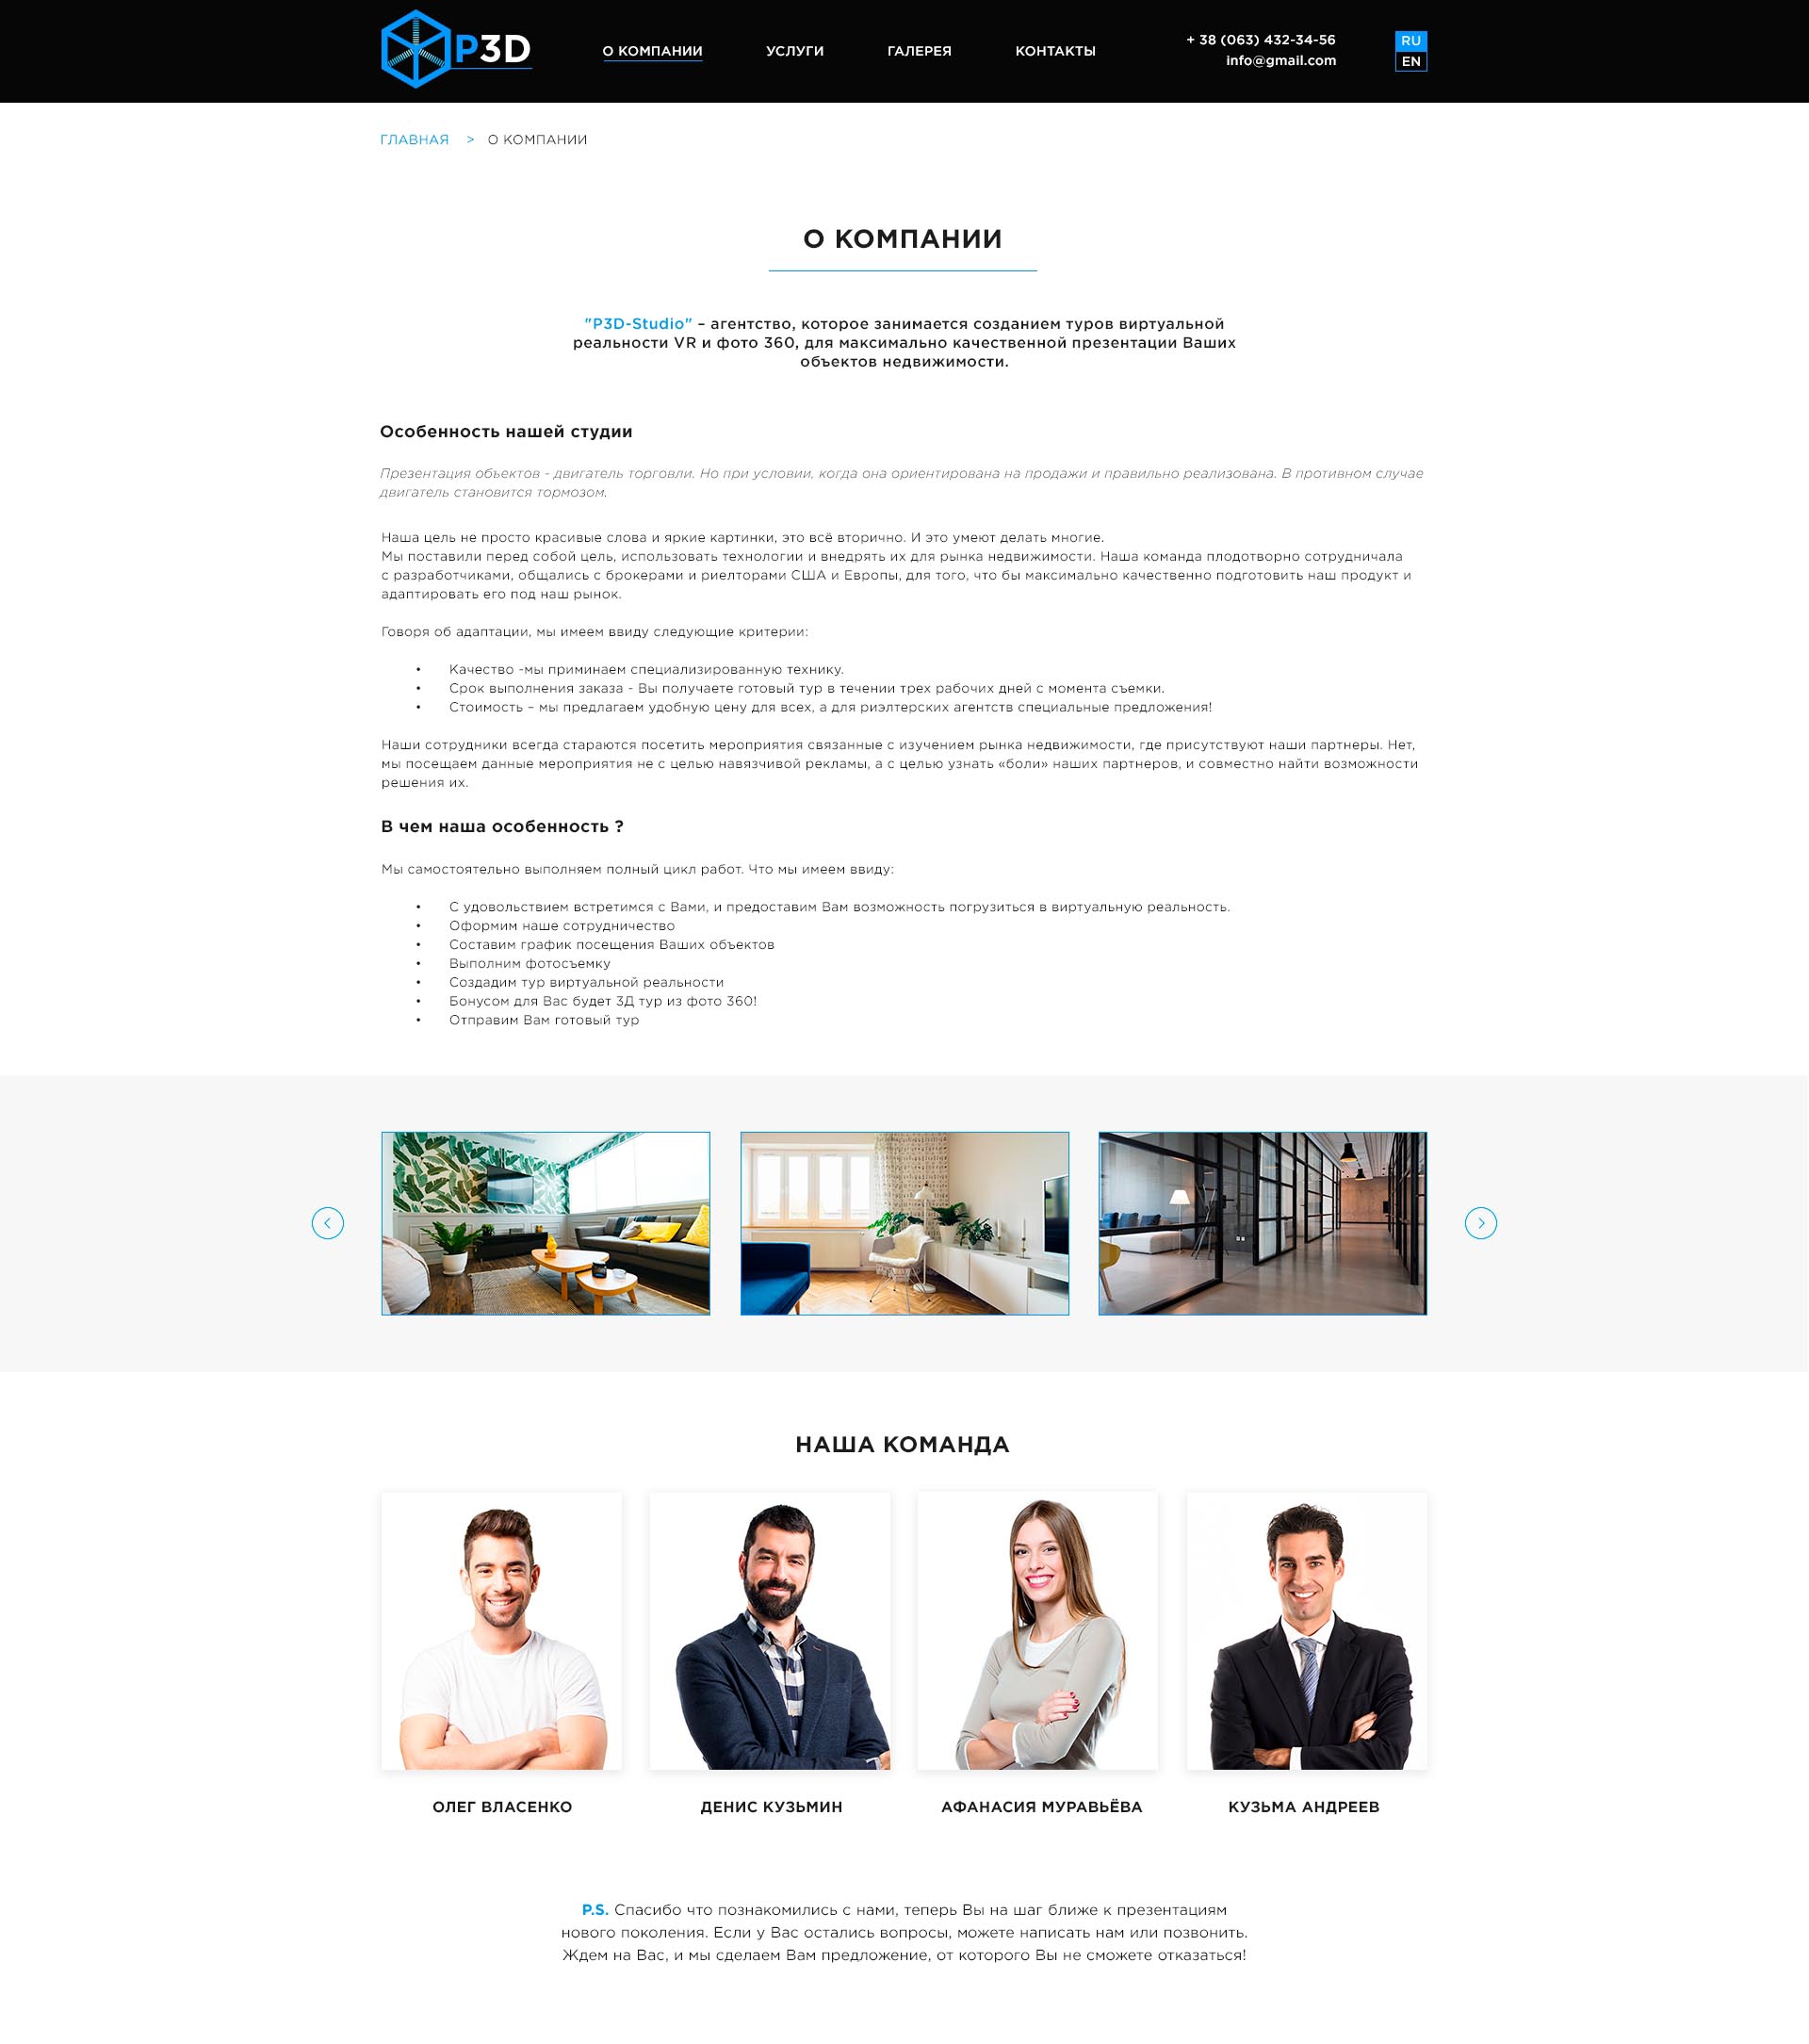 P3D
О КОМПАНИИ
УСЛУГИ
ГАЛЕРЕЯ
КОНТАКТЫ
+ 38 (063) 432-34-56
info@gmail.com
RU
EN
ГЛАВНАЯ > О КОМПАНИИ
О КОМПАНИИ
"P3D-Studio" – агентство, которое занимается созданием туров виртуальной
реальности VR и фото 360, для максимально качественной презентации Ваших
объектов недвижимости.
Особенность нашей студии
Презентация объектов - двигатель торговли. Но при условии, когда она ориентирована на продажи и правильно реализована. В противном случае
двигатель становится тормозом.
Наша цель не просто красивые слова и яркие картинки, это всё вторично. И это умеют делать многие.
Мы поставили перед собой цель, использовать технологии и внедрять их для рынка недвижимости. Наша команда плодотворно сотрудничала
с разработчиками, общались с брокерами и риелторами США и Европы, для того, что бы максимально качественно подготовить наш продукт и
адаптировать его под наш рынок.
Говоря об адаптации, мы имеем ввиду следующие критерии:
• Качество -мы приминаем специализированную технику.
• Срок выполнения заказа - Вы получаете готовый тур в течении трех рабочих дней с момента съемки.
• Стоимость – мы предлагаем удобную цену для всех, а для риэлтерских агентств специальные предложения!
Наши сотрудники всегда стараются посетить мероприятия связанные с изучением рынка недвижимости, где присутствуют наши партнеры. Нет,
мы посещаем данные мероприятия не с целью навязчивой рекламы, а с целью узнать «боли» наших партнеров, и совместно найти возможности
решения их.
В чем наша особенность ?
Мы самостоятельно выполняем полный цикл работ. Что мы имеем ввиду:
• С удовольствием встретимся с Вами, и предоставим Вам возможность погрузиться в виртуальную реальность.
• Оформим наше сотрудничество
• Составим график посещения Ваших объектов
• Выполним фотосъемку
• Создадим тур виртуальной реальности
• Бонусом для Вас будет 3Д тур из фото 360!
• Отправим Вам готовый тур
НАША КОМАНДА
ОЛЕГ ВЛАСЕНКО
ДЕНИС КУЗЬМИН
АФАНАСИЯ МУРАВЬЁВА
КУЗЬМА АНДРЕЕВ
P.S. Спасибо что познакомились с нами, теперь Вы на шаг ближе к презентациям
нового поколения. Если у Вас остались вопросы, можете написать нам или позвонить.
Ждем на Вас, и мы сделаем Вам предложение, от которого Вы не сможете отказаться!